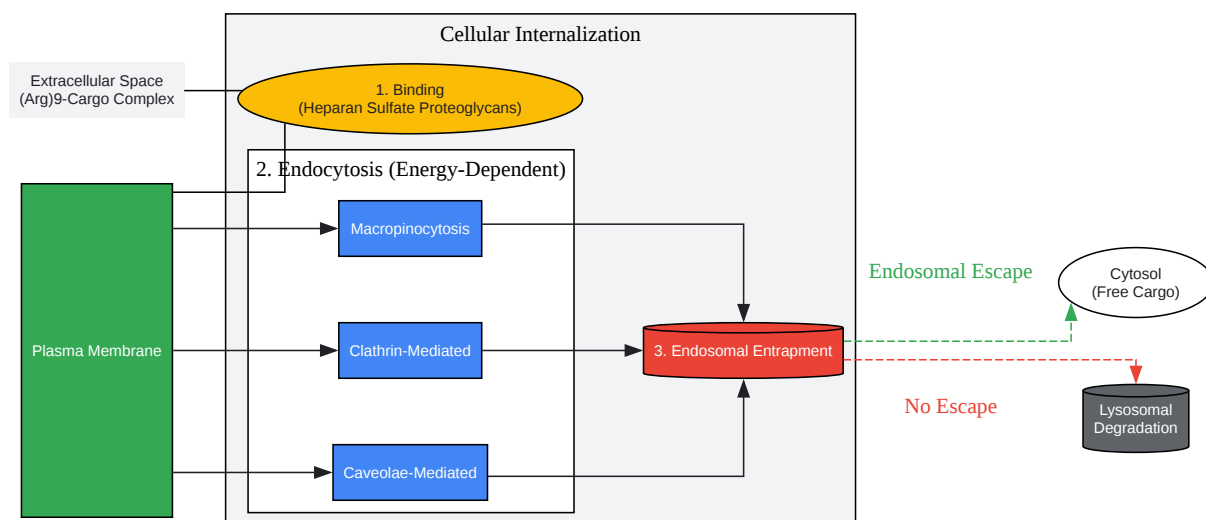 Cellular Internalization
Extracellular Space
(Arg)9-Cargo Complex
1. Binding
(Heparan Sulfate Proteoglycans)
2. Endocytosis (Energy-Dependent)
Macropinocytosis
Plasma Membrane
Clathrin-Mediated
Caveolae-Mediated
3. Endosomal Entrapment
Endosomal Escape
Cytosol
(Free Cargo)
No Escape
Lysosomal
Degradation